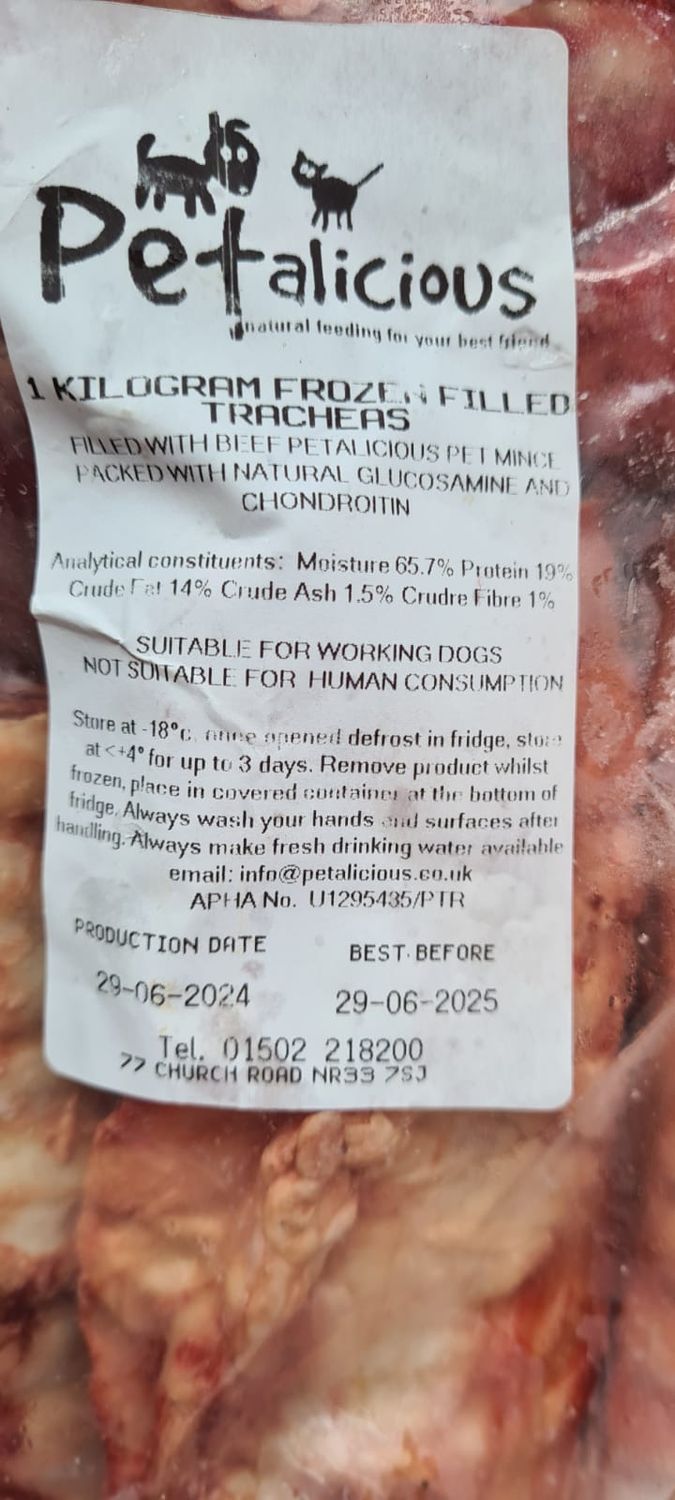 Petalicious
natural feeding for your best friend
1 KILOGRAM FROZEN FILLED
TRACHEAS
FILLED WITH BEEF PETALICIOUS PET MINCE
PACKED WITH NATURAL GLUCOSAMINE AND
CHONDROITIN
Analytical constituents: Moisture 65.7% Protein 19%
Crude Fat 14% Crude Ash 1.5% Crudre Fibre 1%
SUITABLE FOR WORKING DOGS
NOT SUITABLE FOR HUMAN CONSUMPTION
Store at -18°c, once opened defrost in fridge, store
at <+4° for up to 3 days. Remove product whilst
frozen, place in covered container at the bottom of
fridge. Always wash your hands and surfaces after
handling. Always make fresh drinking water available
email: info@petalicious.co.uk
APHA No. U1295435/PTR
PRODUCTION DATE BEST BEFORE
29-06-2024 29-06-2025
Tel. 01502 218200
77 CHURCH ROAD NR33 7SJ